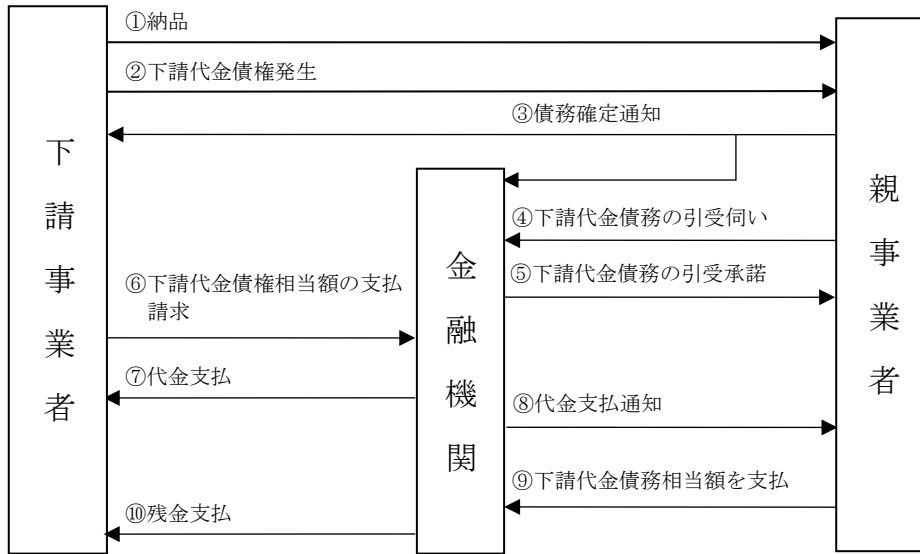 ①納品
②下請代金債権発生
③債務確定通知
下請事業者
親事業者
金融機関
④下請代金債務の引受伺い
⑤下請代金債務の引受承諾
⑥下請代金債権相当額の支払
請求
⑦代金支払
⑧代金支払通知
⑨下請代金債務相当額を支払
⑩残金支払